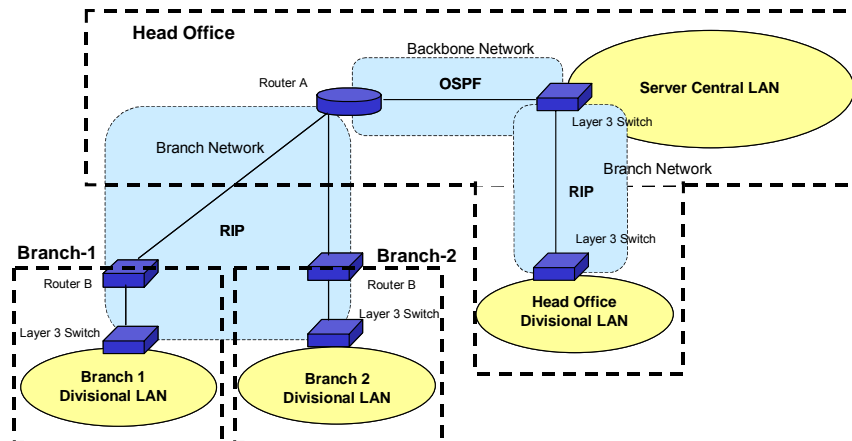 Head Office
Backbone Network
Router A
OSPF
Server Central LAN
Layer 3 Switch
Branch Network
Branch Network
RIP
RIP
Layer 3 Switch
Branch-1
Branch-2
Router B
Router B
Head Office
Divisional LAN
Layer 3 Switch
Layer 3 Switch
Branch 1
Divisional LAN
Branch 2
Divisional LAN